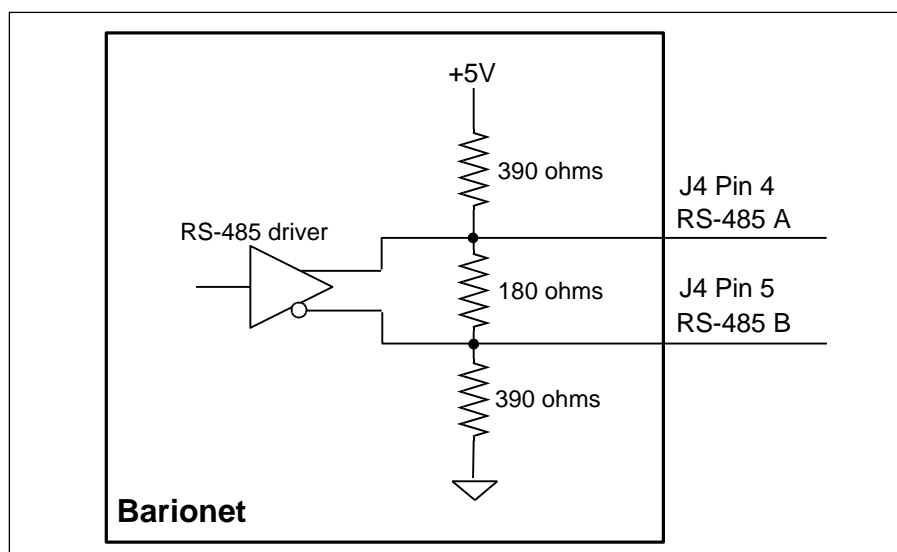 +5V
390 ohms
J4 Pin 4
RS-485 A
RS-485 driver
180 ohms
J4 Pin 5
RS-485 B
390 ohms
Barionet